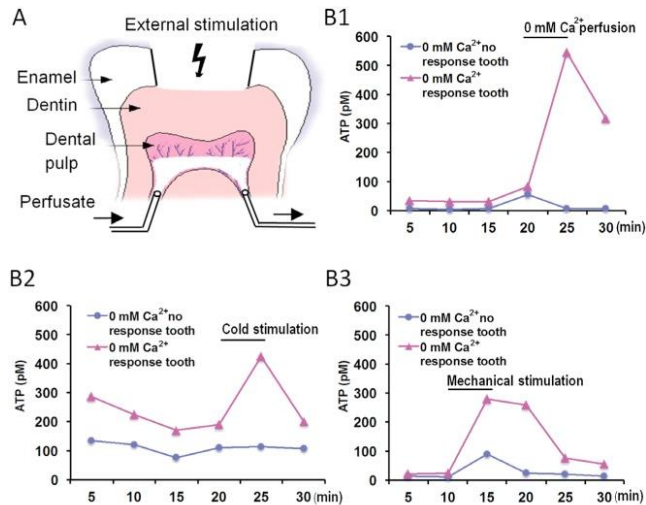 A
External stimulation
Enamel
Dentin
Dental
pulp
Perfusate
B1
0 mM Ca²⁺ perfusion
0 mM Ca²⁺no
response tooth
0 mM Ca²⁺
response tooth
ATP (pM)
600
500
400
300
200
100
0
5 10 15 20 25 30 (min)
B2
0 mM Ca²⁺no
response tooth
0 mM Ca²⁺
response tooth
Cold stimulation
ATP (pM)
600
500
400
300
200
100
0
5 10 15 20 25 30 (min)
B3
0 mM Ca²⁺no
response tooth
0 mM Ca²⁺
response tooth
Mechanical stimulation
ATP (pM)
600
500
400
300
200
100
0
5 10 15 20 25 30 (min)